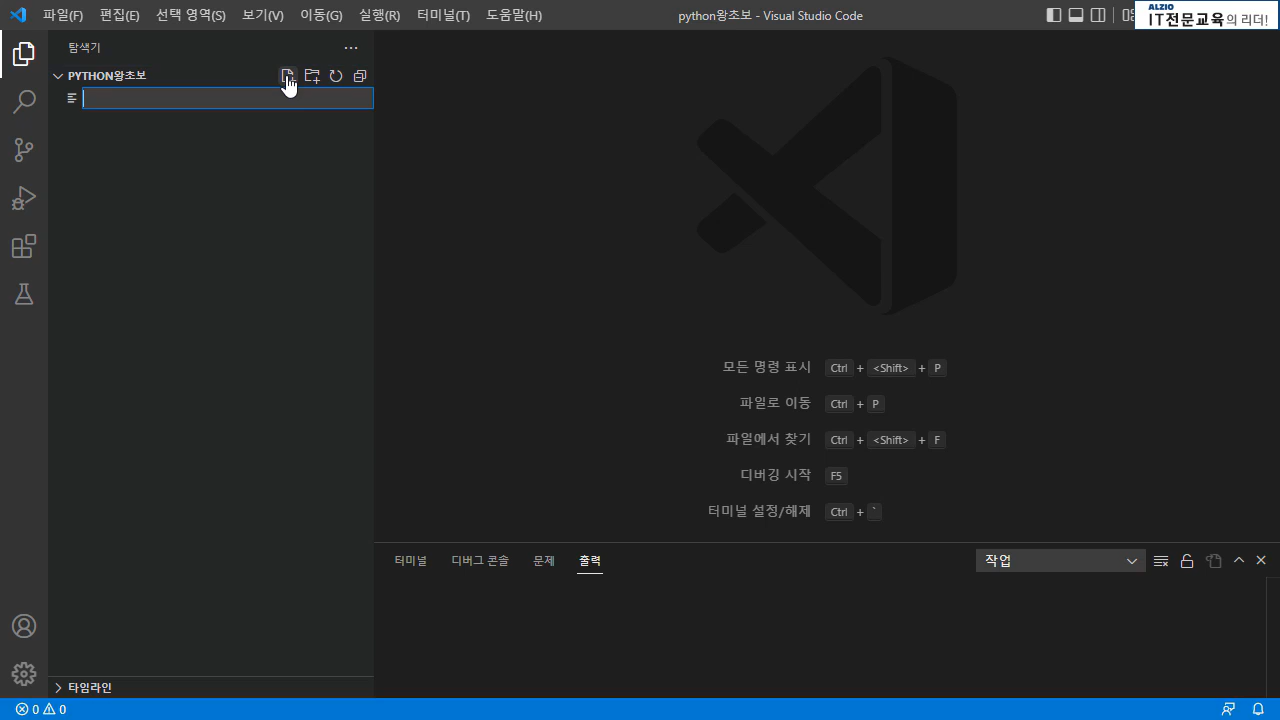 파일(F) 편집(E) 선택 영역(S) 보기(V) 이동(G) 실행(R) 터미널(T) 도움말(H) python왕초보 - Visual Studio Code
ALZIO
IT전문교육의 리더!
탐색기
PYTHON왕초보
모든 명령 표시 Ctrl + <Shift> + P
파일로 이동 Ctrl + P
파일에서 찾기 Ctrl + <Shift> + F
디버깅 시작 F5
터미널 설정/해제 Ctrl + `
터미널 디버그 콘솔 문제 출력 작업
타임라인
0 0